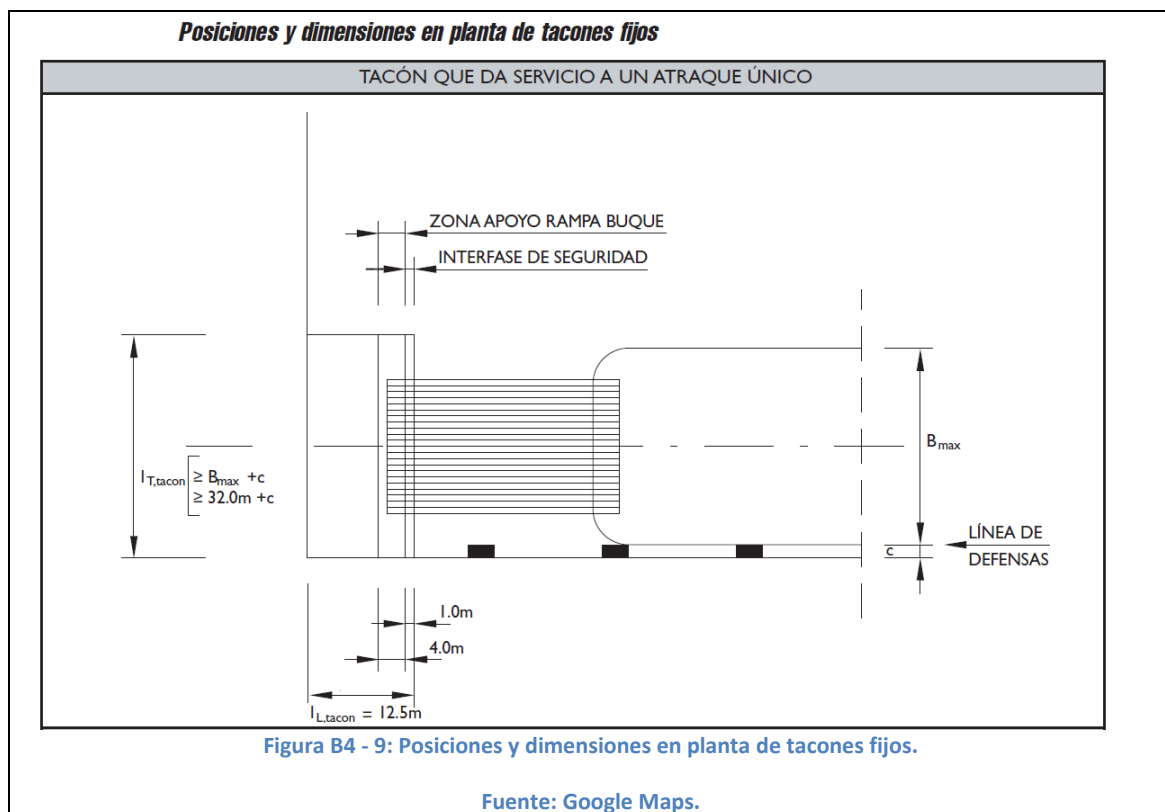 Posiciones y dimensiones en planta de tacones fijos
TACÓN QUE DA SERVICIO A UN ATRAQUE ÚNICO
ZONA APOYO RAMPA BUQUE
INTERFASE DE SEGURIDAD
l T,tacon ≥ Bmax +c
≥ 32.0m +c
Bmax
LÍNEA DE
DEFENSAS
c
1.0m
4.0m
l L,tacon = 12.5m
Figura B4 - 9: Posiciones y dimensiones en planta de tacones fijos.
Fuente: Google Maps.